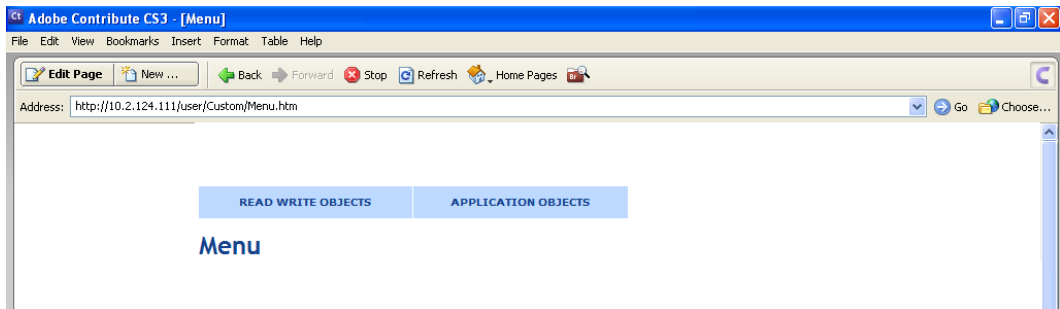 Ct Adobe Contribute CS3 - [Menu]
File Edit View Bookmarks Insert Format Table Help
Edit Page New ... Back Forward Stop Refresh Home Pages
Address: http://10.2.124.111/user/Custom/Menu.htm Go Choose...
READ WRITE OBJECTS APPLICATION OBJECTS
Menu